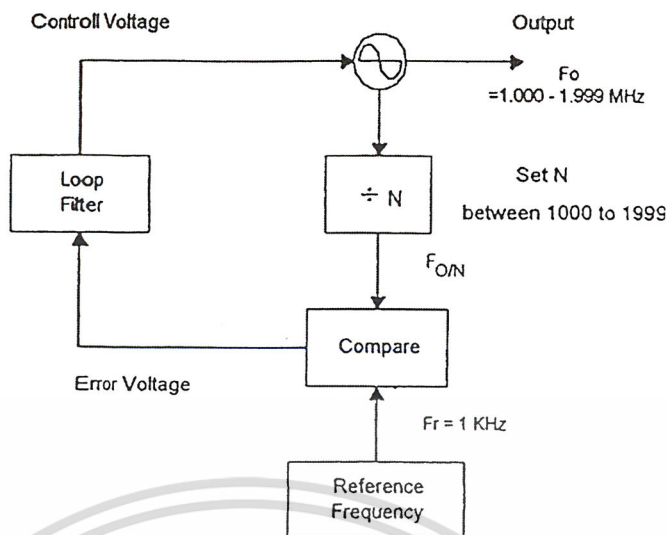 Controll Voltage
Output
Fo
=1.000 - 1.999 MHz
Loop
Filter
÷ N
Set N
between 1000 to 1999
FO/N
Compare
Error Voltage
Fr = 1 KHz
Reference
Frequency